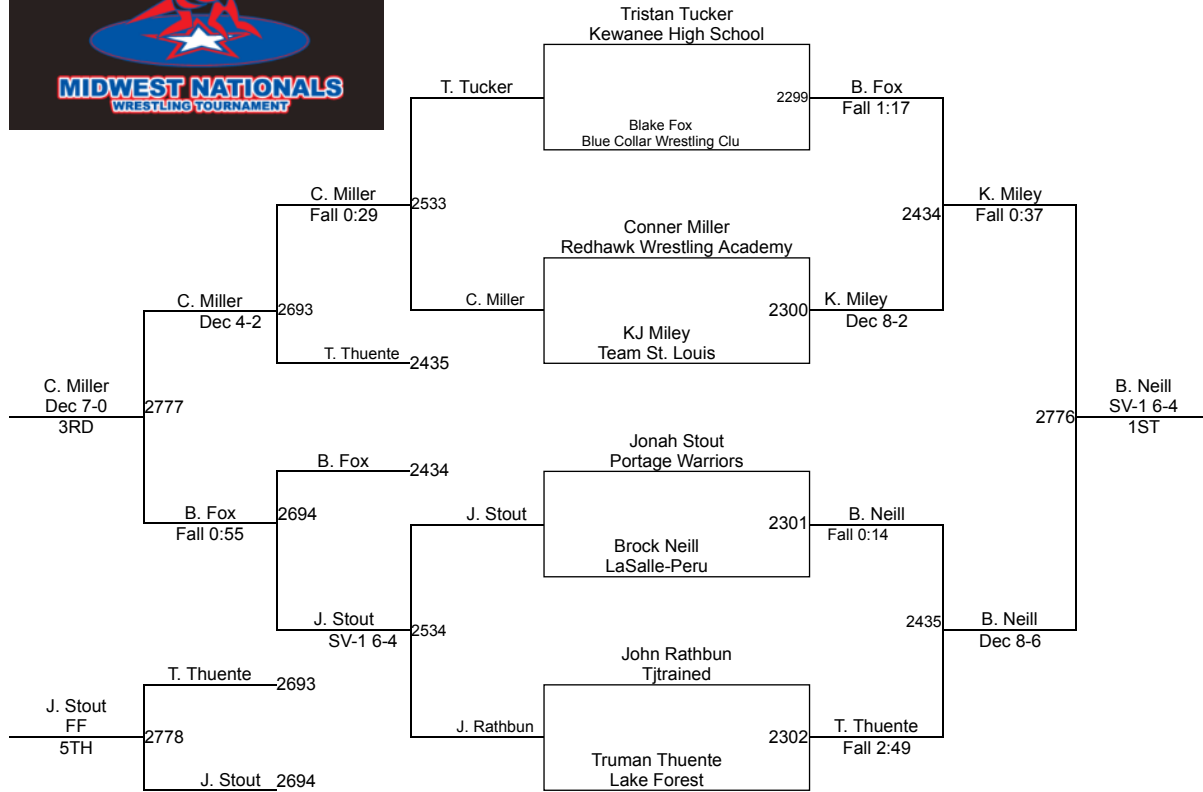 MIDWEST NATIONALS
WRESTLING TOURNAMENT
Tristan Tucker
Kewanee High School
T. Tucker
2299
B. Fox
Fall 1:17
Blake Fox
Blue Collar Wrestling Clu
C. Miller
Fall 0:29
2533
2434
K. Miley
Fall 0:37
Conner Miller
Redhawk Wrestling Academy
C. Miller
Dec 4-2
2693
C. Miller
2300
K. Miley
Dec 8-2
KJ Miley
Team St. Louis
T. Thuente
2435
C. Miller
Dec 7-0
3RD
2777
2776
B. Neill
SV-1 6-4
1ST
Jonah Stout
Portage Warriors
B. Fox
2434
B. Fox
Fall 0:55
2694
J. Stout
2301
B. Neill
Fall 0:14
Brock Neill
LaSalle-Peru
J. Stout
SV-1 6-4
2534
2435
B. Neill
Dec 8-6
John Rathbun
Tjtrained
T. Thuente
2693
J. Stout
FF
5TH
2778
J. Rathbun
2302
T. Thuente
Fall 2:49
Truman Thuente
Lake Forest
J. Stout
2694